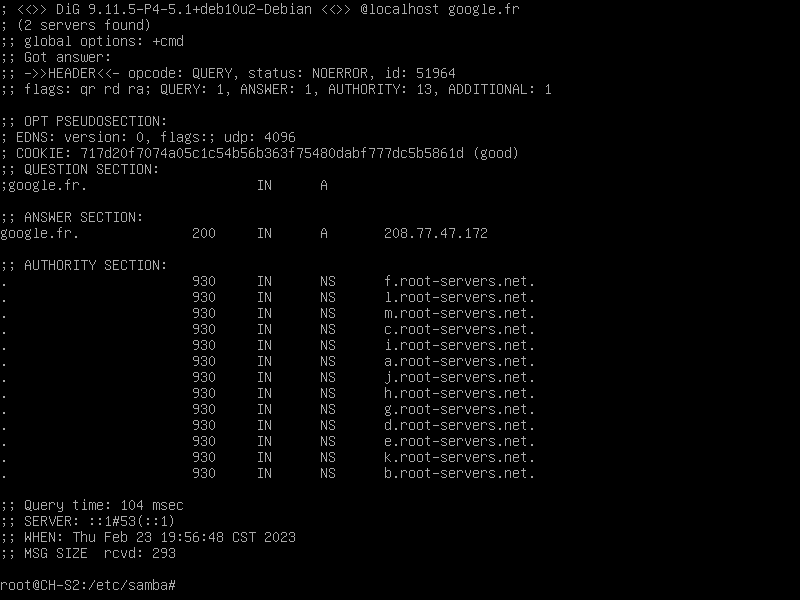 ; <<>> DiG 9.11.5-P4-5.1+deb10u2-Debian <<>> @localhost google.fr
; (2 servers found)
;; global options: +cmd
;; Got answer:
;; ->>HEADER<<- opcode: QUERY, status: NOERROR, id: 51964
;; flags: qr rd ra; QUERY: 1, ANSWER: 1, AUTHORITY: 13, ADDITIONAL: 1

;; OPT PSEUDOSECTION:
; EDNS: version: 0, flags:; udp: 4096
; COOKIE: 717d20f7074a05c1c54b56b363f75480dabf777dc5b5861d (good)
;; QUESTION SECTION:
;google.fr.			IN	A

;; ANSWER SECTION:
google.fr.		200	IN	A	208.77.47.172

;; AUTHORITY SECTION:
.			930	IN	NS	f.root-servers.net.
.			930	IN	NS	l.root-servers.net.
.			930	IN	NS	m.root-servers.net.
.			930	IN	NS	c.root-servers.net.
.			930	IN	NS	i.root-servers.net.
.			930	IN	NS	a.root-servers.net.
.			930	IN	NS	j.root-servers.net.
.			930	IN	NS	h.root-servers.net.
.			930	IN	NS	g.root-servers.net.
.			930	IN	NS	d.root-servers.net.
.			930	IN	NS	e.root-servers.net.
.			930	IN	NS	k.root-servers.net.
.			930	IN	NS	b.root-servers.net.

;; Query time: 104 msec
;; SERVER: ::1#53(::1)
;; WHEN: Thu Feb 23 19:56:48 CST 2023
;; MSG SIZE  rcvd: 293

root@CH-S2:/etc/samba#